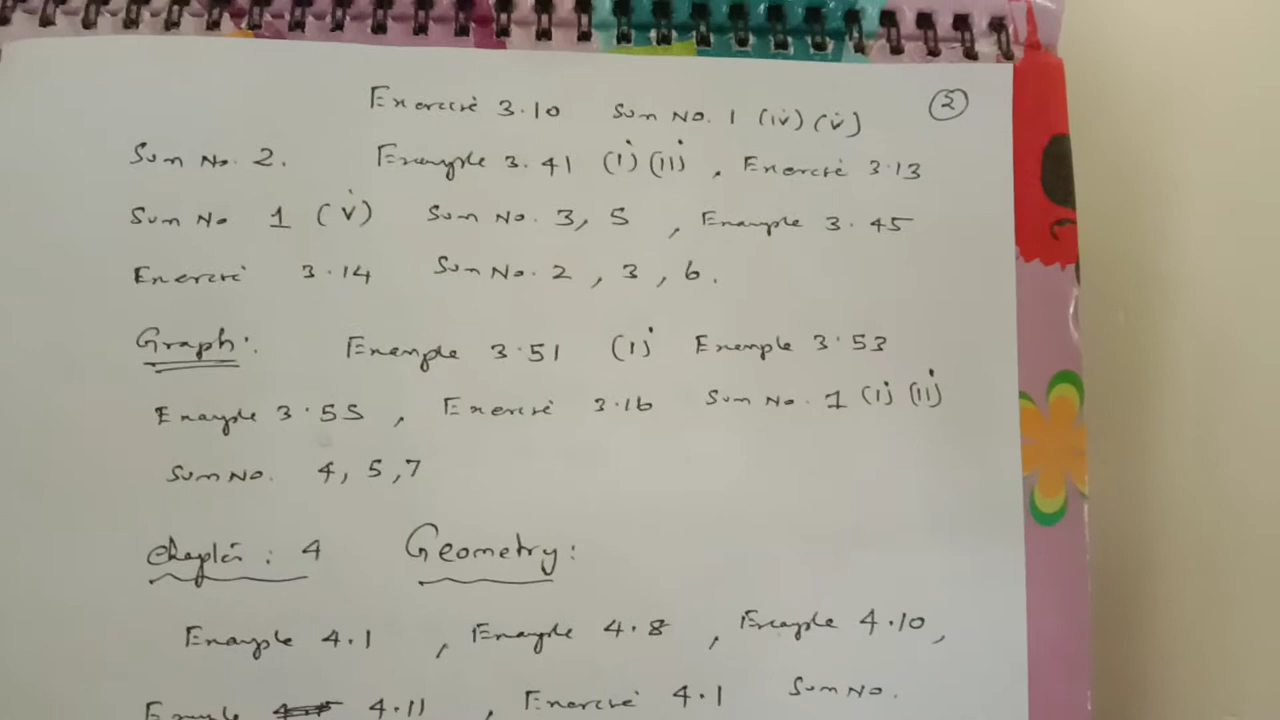 Exercise 3.10 Sum No. 1 (iv) (v) 2
Sum No. 2. Example 3.41 (i) (ii) , Exercise 3.13
Sum No 1 (v) Sum No. 3, 5 , Example 3.45
Exercise 3.14 Sum No. 2 , 3 , 6.
Graph: Example 3.51 (i) Example 3.53
Example 3.55 , Exercise 3.16 Sum No. 1 (i) (ii)
Sum No. 4, 5, 7
Chapter : 4 Geometry:
Example 4.1 , Example 4.8 , Example 4.10 ,
Example 4.11 , Exercise 4.1 Sum No.